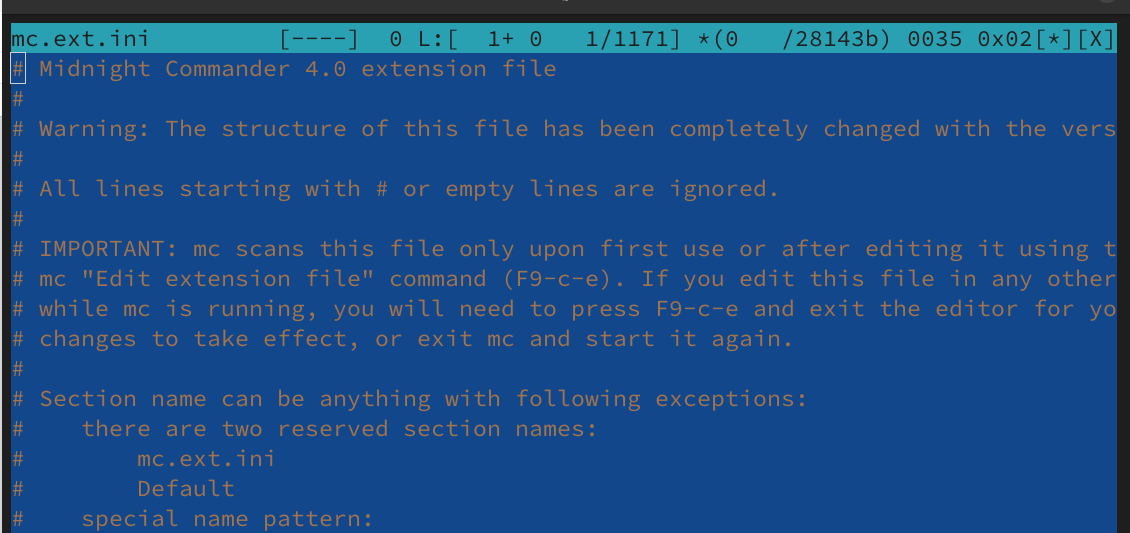 mc.ext.ini [----] 0 L:[ 1+ 0 1/1171] *(0 /28143b) 0035 0x02[*][X]
# Midnight Commander 4.0 extension file
#
# Warning: The structure of this file has been completely changed with the vers
#
# All lines starting with # or empty lines are ignored.
#
# IMPORTANT: mc scans this file only upon first use or after editing it using t
# mc "Edit extension file" command (F9-c-e). If you edit this file in any other
# while mc is running, you will need to press F9-c-e and exit the editor for yo
# changes to take effect, or exit mc and start it again.
#
# Section name can be anything with following exceptions:
# there are two reserved section names:
# mc.ext.ini
# Default
# special name pattern: